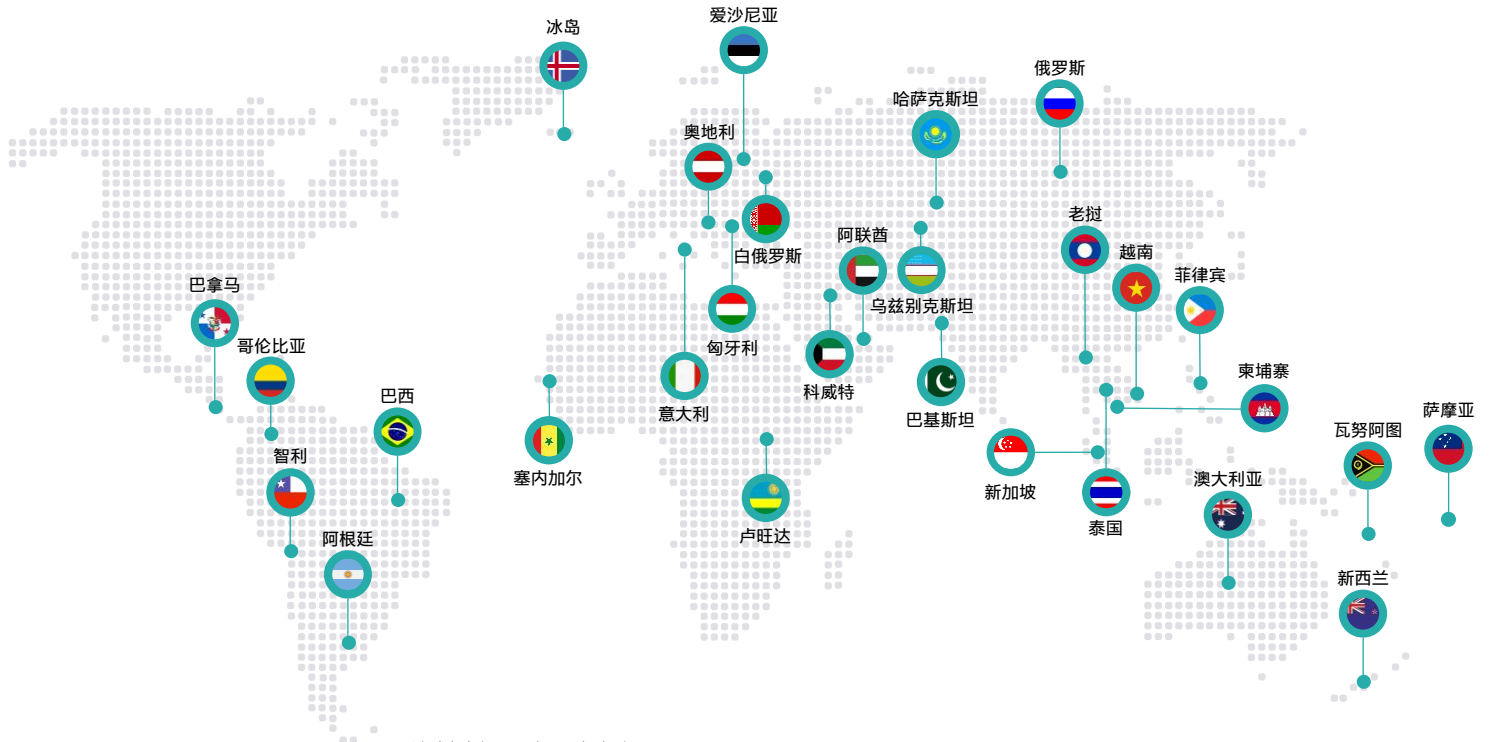 爱沙尼亚
冰岛
俄罗斯
哈萨克斯坦
奥地利
老挝
阿联酋
越南
白俄罗斯
菲律宾
巴拿马
乌兹别克斯坦
哥伦比亚
匈牙利
柬埔寨
科威特
巴西
意大利
萨摩亚
巴基斯坦
瓦努阿图
智利
塞内加尔
澳大利亚
新加坡
泰国
卢旺达
阿根廷
新西兰